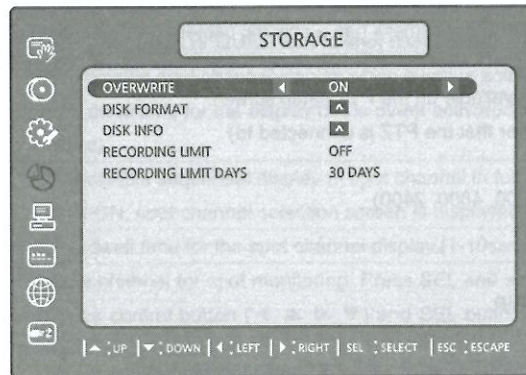 STORAGE
OVERWRITE ON
DISK FORMAT
DISK INFO
RECORDING LIMIT OFF
RECORDING LIMIT DAYS 30 DAYS
UP DOWN LEFT RIGHT SEL SELECT ESC ESCAPE